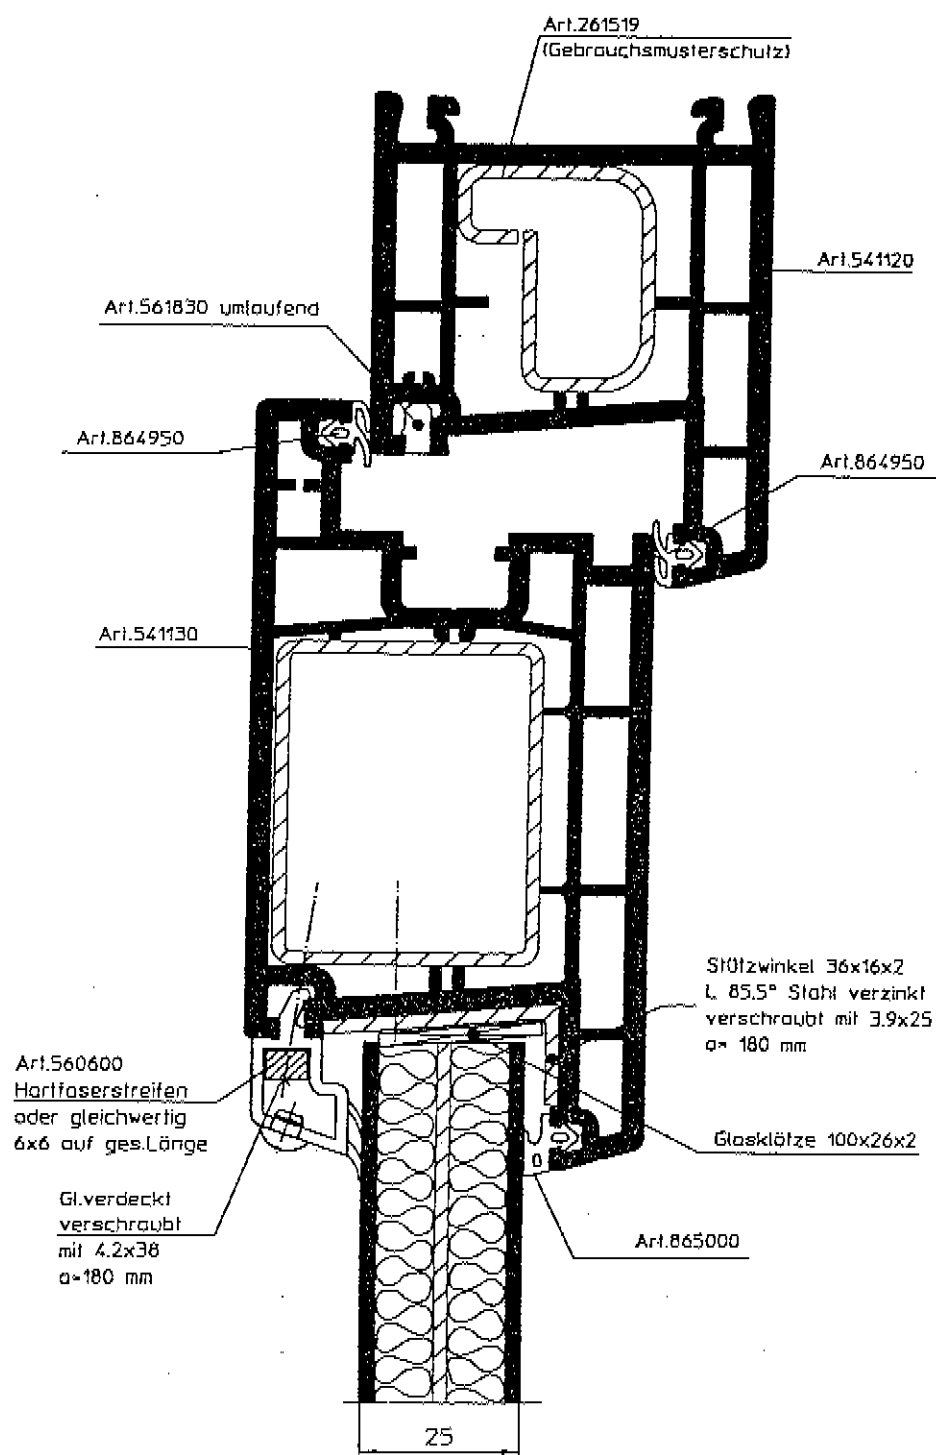 Art.261519
(Gebrauchsmusterschutz)
Art.541120
Art.561830 umlaufend
Art.864950
Art.864950
Art.541130
Stützwinkel 36x16x2
L 85.5° Stahl verzinkt
verschraubt mit 3.9x25
a= 180 mm
Art.560600
Hartfaserstreifen
oder gleichwertig
6x6 auf ges.Länge
Glasklötze 100x26x2
Gl.verdeckt
verschraubt
mit 4.2x38
a=180 mm
Art.865000
25